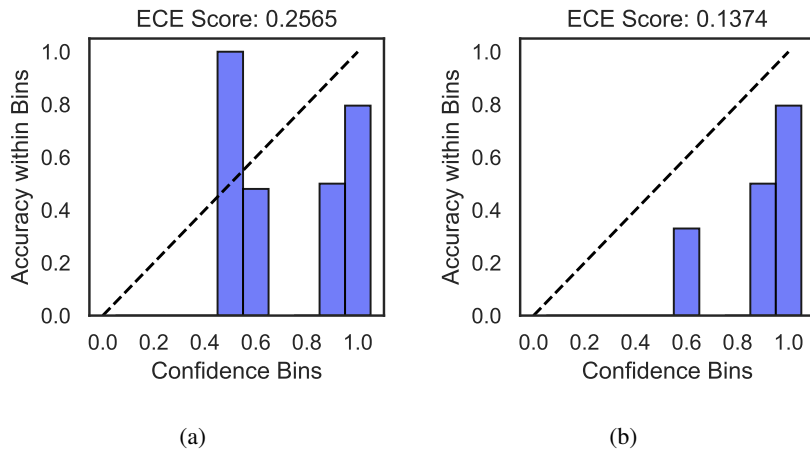 ECE Score: 0.2565
1.0
0.8
0.6
0.4
0.2
0.0
Accuracy within Bins
0.0 0.2 0.4 0.6 0.8 1.0
Confidence Bins
(a)
ECE Score: 0.1374
1.0
0.8
0.6
0.4
0.2
0.0
Accuracy within Bins
0.0 0.2 0.4 0.6 0.8 1.0
Confidence Bins
(b)